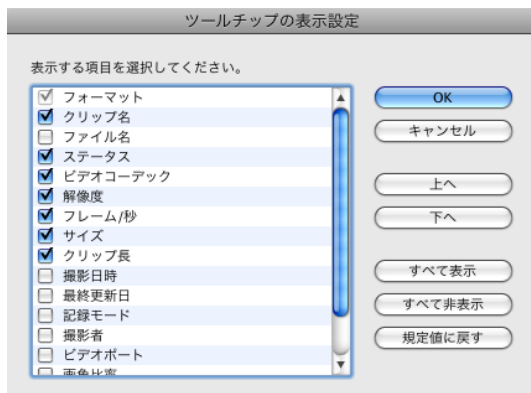 ツールチップの表示設定
表示する項目を選択してください。
フォーマット
クリップ名
ファイル名
ステータス
ビデオコーデック
解像度
フレーム/秒
サイズ
クリップ長
撮影日時
最終更新日
記録モード
撮影者
ビデオポート
画角比率
OK
キャンセル
上へ
下へ
すべて表示
すべて非表示
規定値に戻す